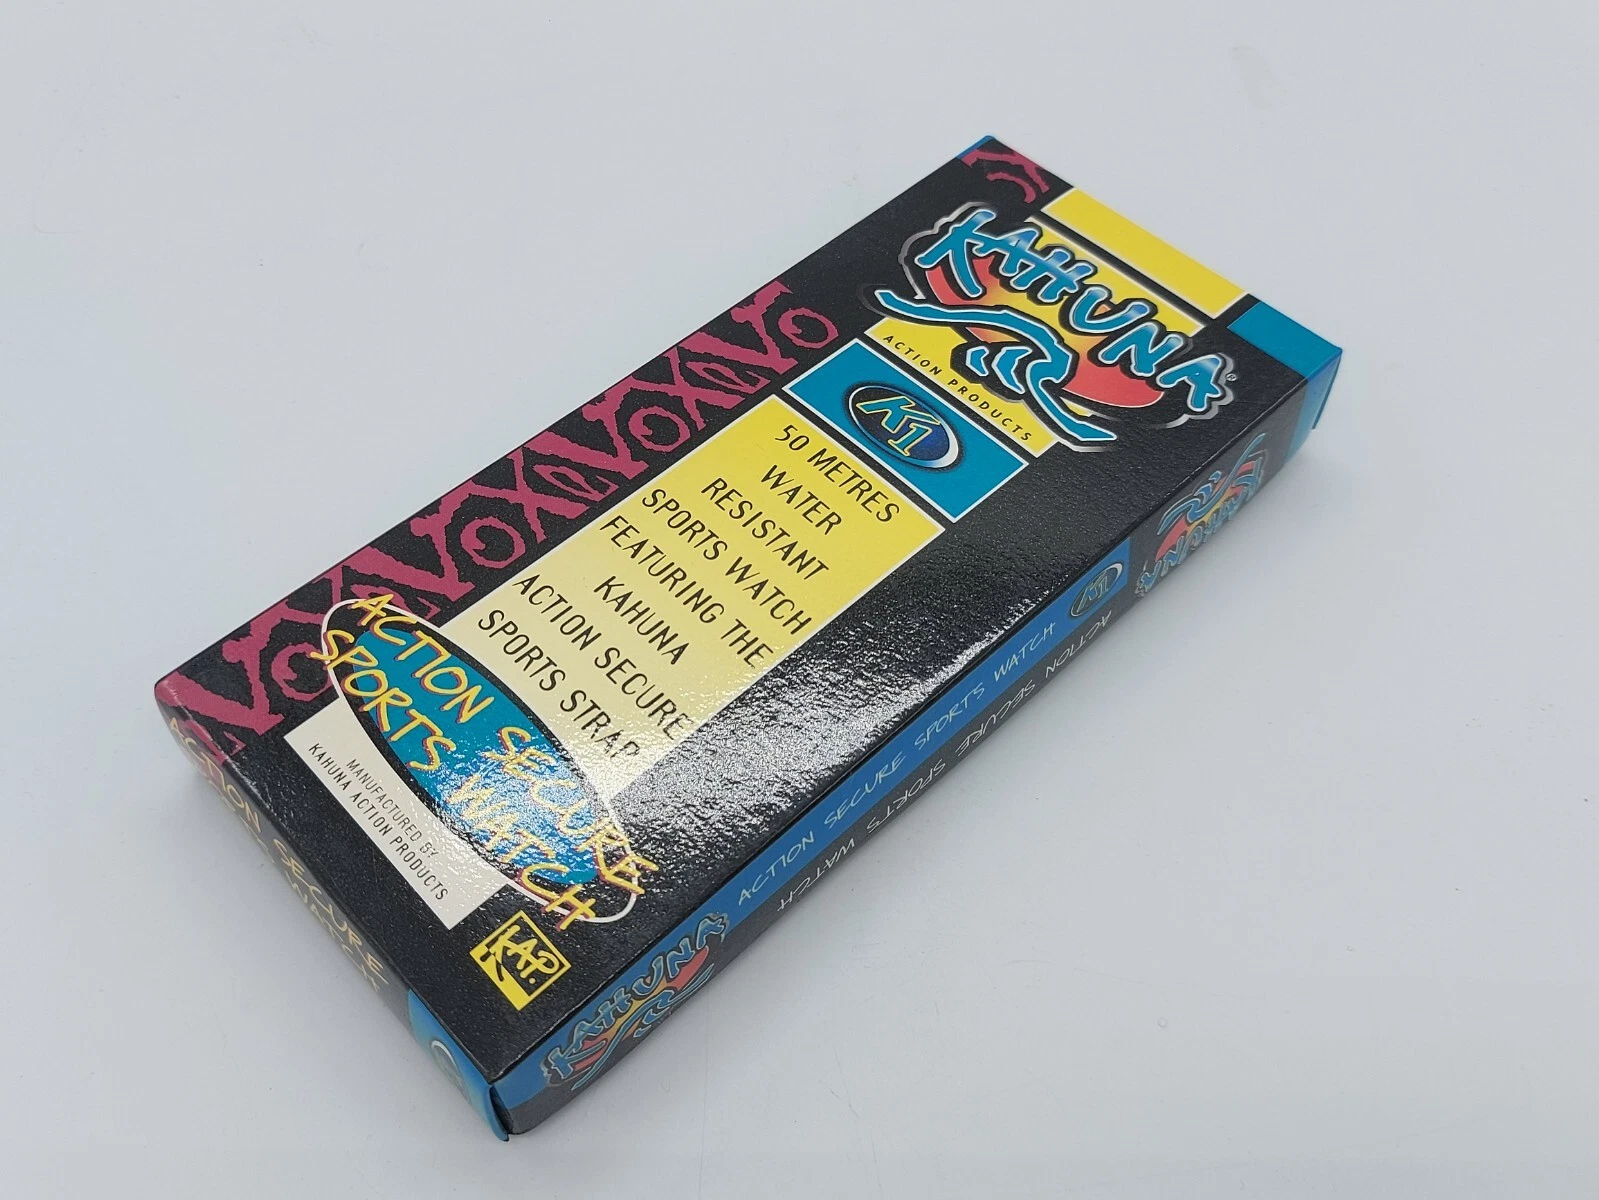 KAHUNA
ACTION PRODUCTS
K1
50 METRES
WATER
RESISTANT
SPORTS WATCH
FEATURING THE
KAHUNA
ACTION SECURE
SPORTS STRAP
ACTION SECURE
SPORTS WATCH
MANUFACTURED BY
KAHUNA ACTION PRODUCTS
KAP.
KAHUNA
ACTION SECURE SPORTS WATCH
K1
ACTION SECURE SPORTS WATCH
KAHUNA
ACTION SECURE